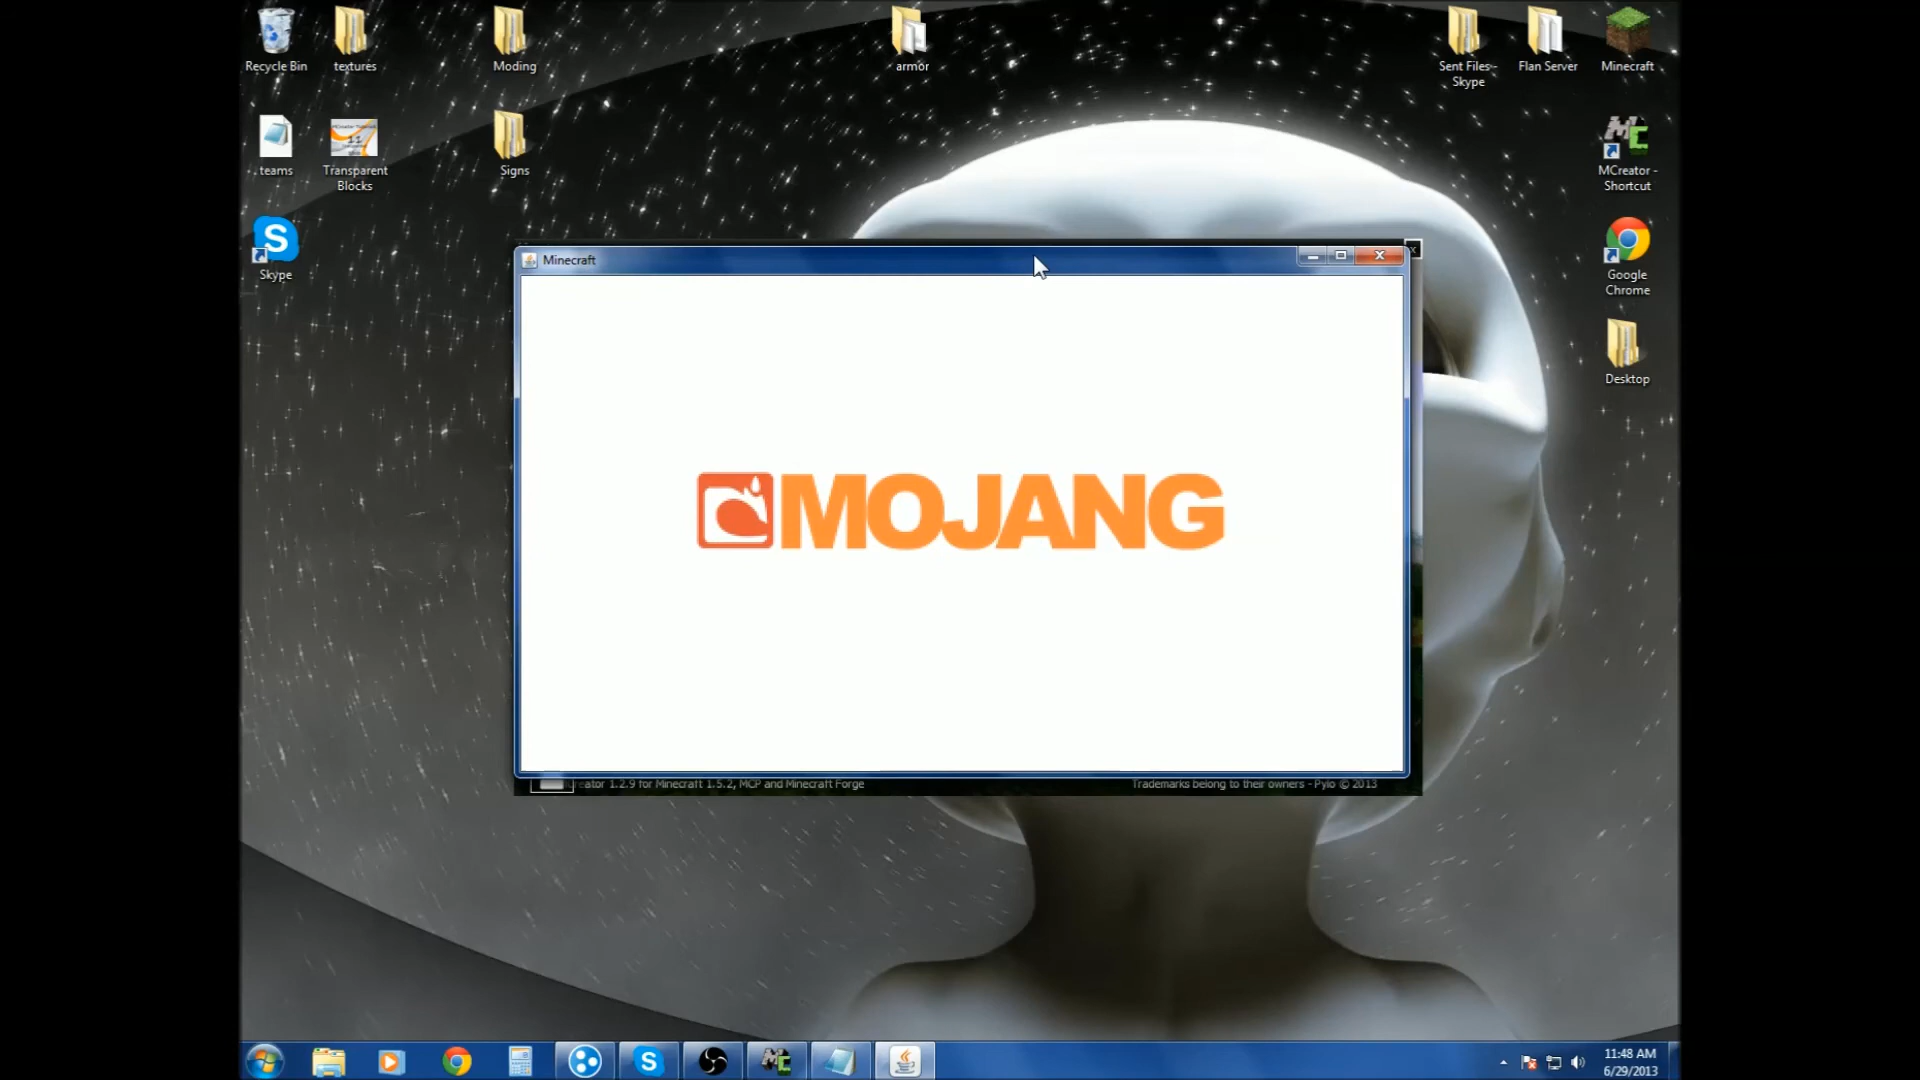 Recycle Bin
textures
Moding
armor
Sent Files - Skype
Flan Server
Minecraft
teams
Transparent Blocks
Signs
MCreator - Shortcut
Skype
Google Chrome
Desktop
Minecraft
MOJANG
reator 1.2.9 for Minecraft 1.5.2, MCP and Minecraft Forge
Trademarks belong to their owners - Pylo © 2013
11:48 AM
6/29/2013